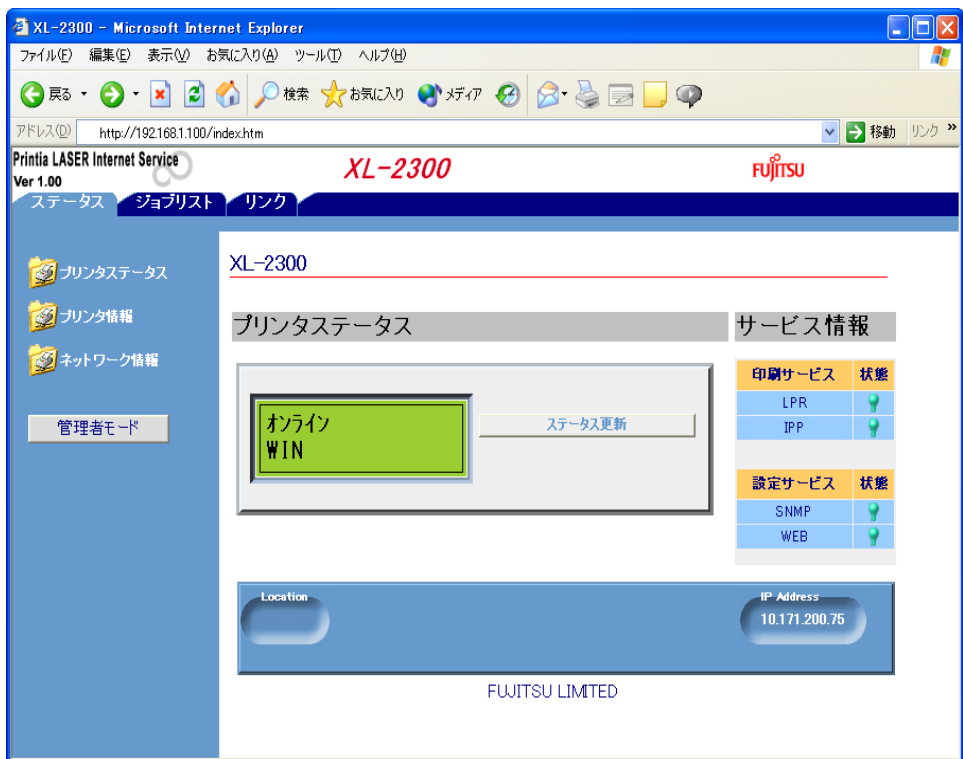 XL-2300 - Microsoft Internet Explorer
ファイル(F) 編集(E) 表示(V) お気に入り(A) ツール(T) ヘルプ(H)
戻る 検索 お気に入り メディア
アドレス(D) http://192.168.1.100/index.htm 移動 リンク »
Printia LASER Internet Service
Ver 1.00
XL-2300
FUJITSU
ステータス ジョブリスト リンク
プリンタステータス
プリンタ情報
ネットワーク情報
管理者モード
XL-2300
プリンタステータス
オンライン
WIN
ステータス更新
サービス情報
印刷サービス 状態
LPR
IPP
設定サービス 状態
SNMP
WEB
Location
IP Address
10.171.200.75
FUJITSU LIMITED